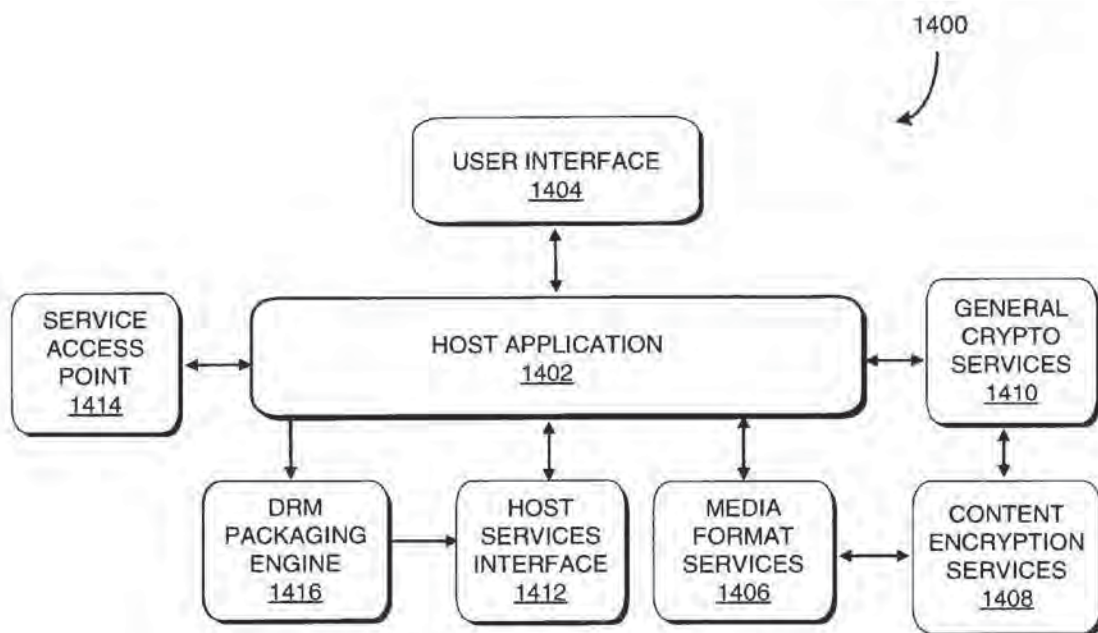 1400
USER INTERFACE
1404
SERVICE
ACCESS
POINT
1414
HOST APPLICATION
1402
GENERAL
CRYPTO
SERVICES
1410
DRM
PACKAGING
ENGINE
1416
HOST
SERVICES
INTERFACE
1412
MEDIA
FORMAT
SERVICES
1406
CONTENT
ENCRYPTION
SERVICES
1408